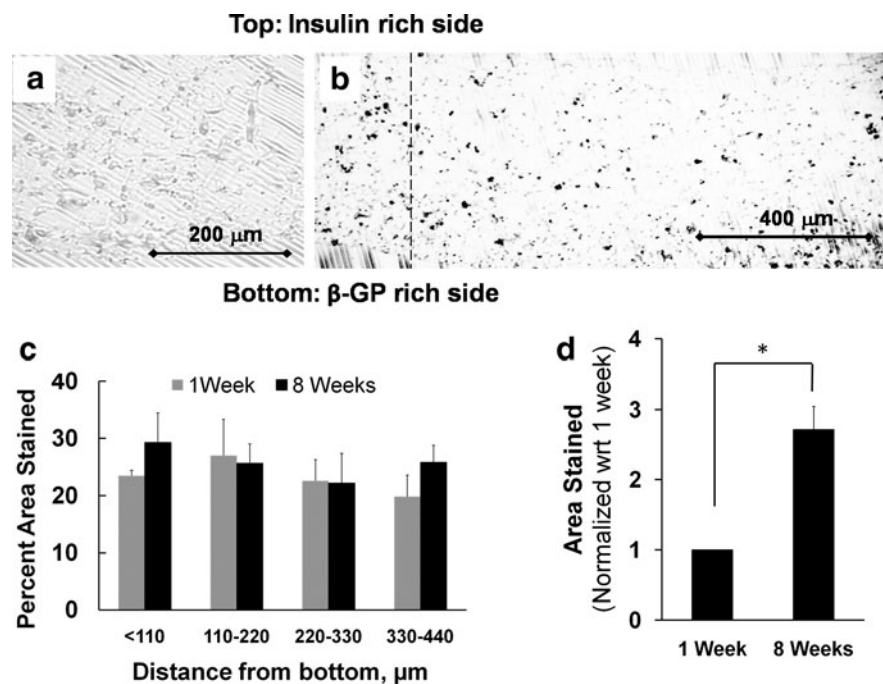 Top: Insulin rich side
a
b
200 µm
400 µm
Bottom: β-GP rich side
c
1Week
8 Weeks
Percent Area Stained
40
30
20
10
0
<110
110-220
220-330
330-440
Distance from bottom, µm
d
Area Stained
(Normalized wrt 1 week)
4
3
2
1
0
*
1 Week
8 Weeks